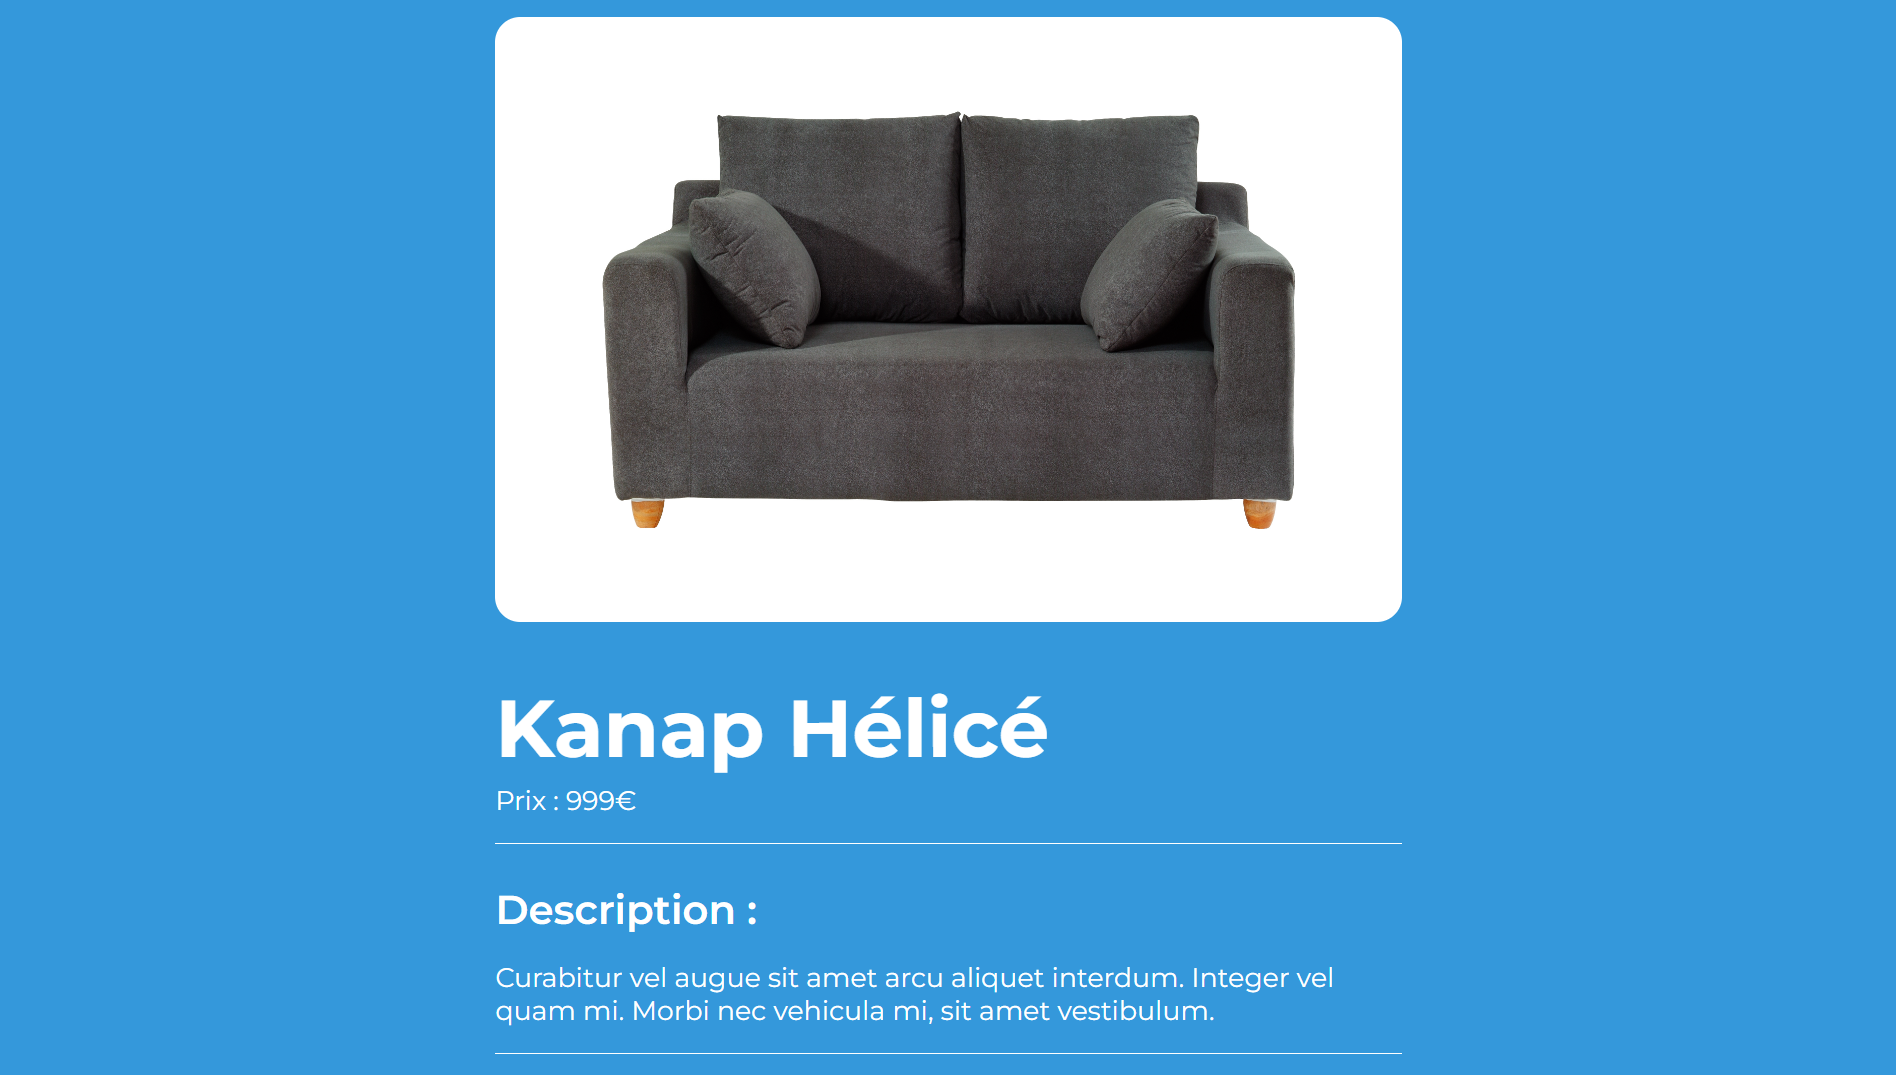 Kanap Hélicé
Prix : 999€
Description :
Curabitur vel augue sit amet arcu aliquet interdum. Integer vel
quam mi. Morbi nec vehicula mi, sit amet vestibulum.